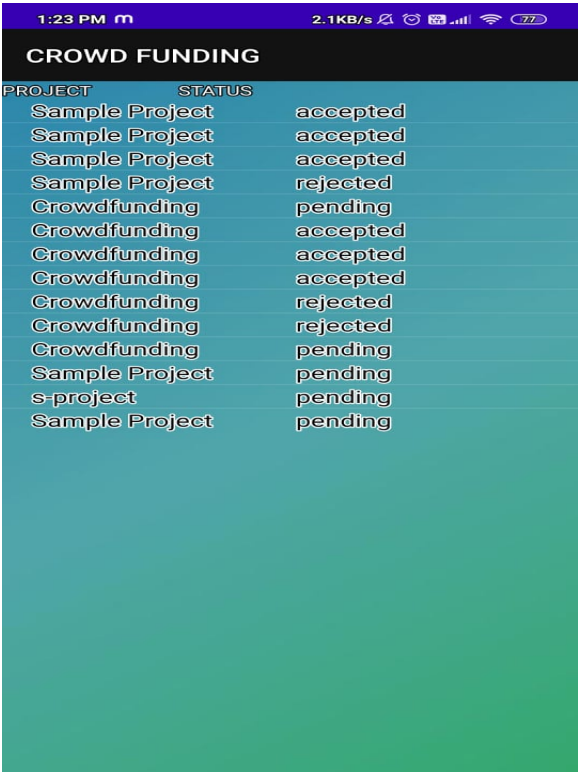 1:23 PM m 2.1KB/s 77
CROWD FUNDING
PROJECT STATUS
Sample Project accepted
Sample Project accepted
Sample Project accepted
Sample Project rejected
Crowdfunding pending
Crowdfunding accepted
Crowdfunding accepted
Crowdfunding accepted
Crowdfunding rejected
Crowdfunding rejected
Crowdfunding pending
Sample Project pending
s-project pending
Sample Project pending